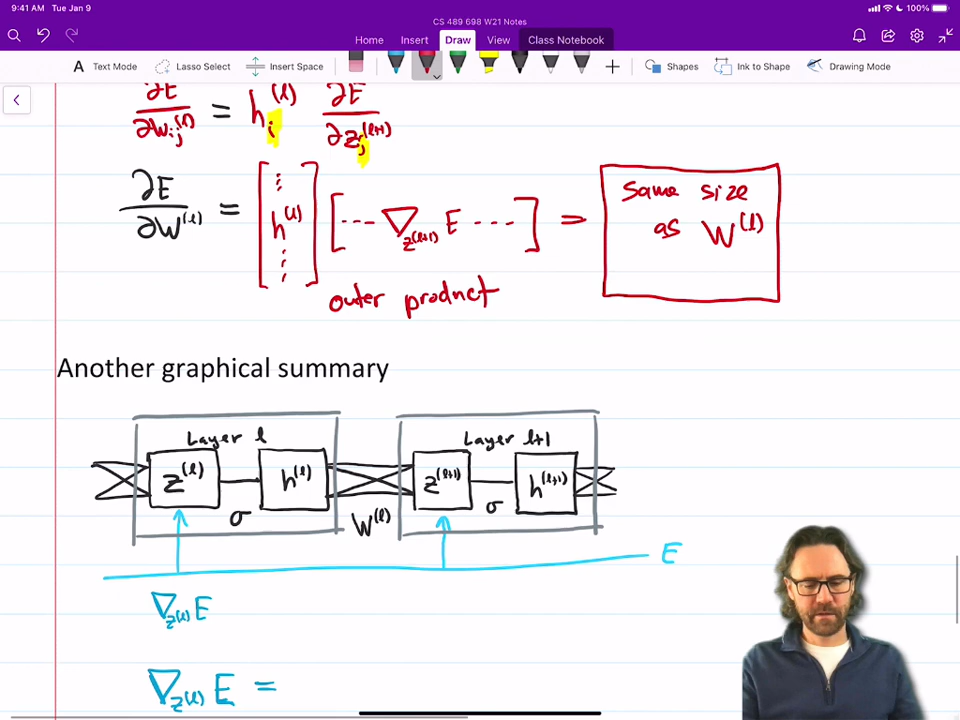 9:41 AM Tue Jan 9
100%
CS 489 698 W21 Notes
Home Insert Draw View Class Notebook
Text Mode Lasso Select Insert Space Shapes Ink to Shape Drawing Mode
∂E/∂w_ij^(l) = h_i^(l) ∂E/∂z_j^(l+1)
∂E/∂W^(l) = [⋮ h^(l) ⋮] [--- ∇_z^(l+1) E ---] = same size as W^(l)
outer product
Another graphical summary
Layer l Layer l+1
z^(l) h^(l) z^(l+1) h^(l+1)
σ W^(l) σ
E
∇_z^(l) E
∇_z^(l) E =